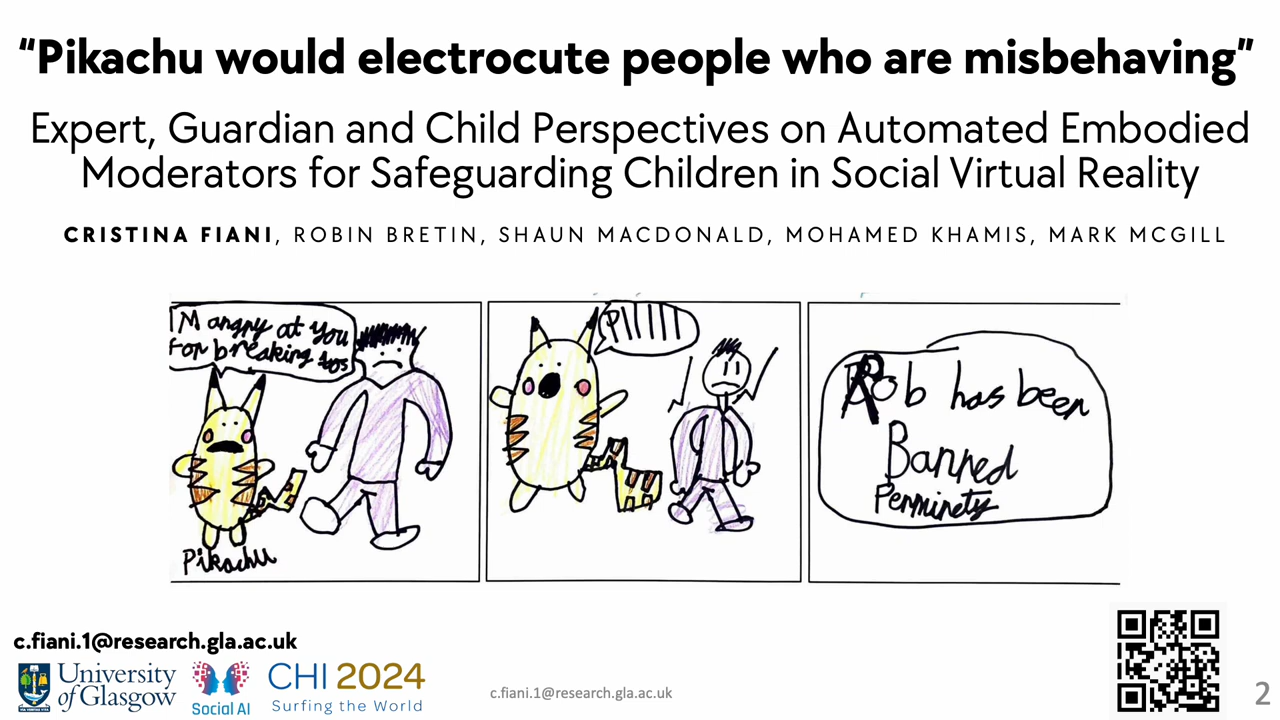 “Pikachu would electrocute people who are misbehaving”
Expert, Guardian and Child Perspectives on Automated Embodied
Moderators for Safeguarding Children in Social Virtual Reality
CRISTINA FIANI, ROBIN BRETIN, SHAUN MACDONALD, MOHAMED KHAMIS, MARK MCGILL
I'M angry at you
For breaking tos
Pikachu
P
Rob has been
Banned
Perminety
c.fiani.1@research.gla.ac.uk
University
of Glasgow
Social AI
CHI 2024
Surfing the World
c.fiani.1@research.gla.ac.uk
2